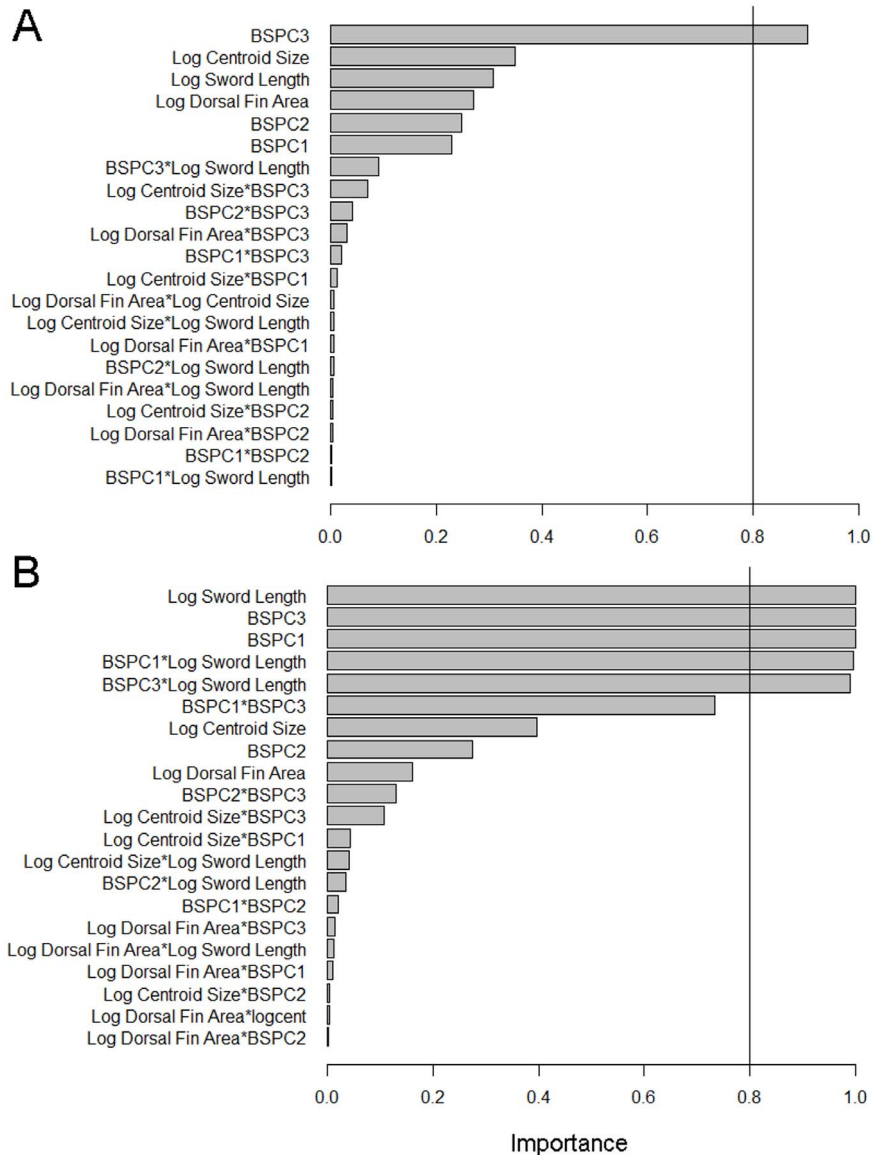 A
BSPC3
Log Centroid Size
Log Sword Length
Log Dorsal Fin Area
BSPC2
BSPC1
BSPC3*Log Sword Length
Log Centroid Size*BSPC3
BSPC2*BSPC3
Log Dorsal Fin Area*BSPC3
BSPC1*BSPC3
Log Centroid Size*BSPC1
Log Dorsal Fin Area*Log Centroid Size
Log Centroid Size*Log Sword Length
Log Dorsal Fin Area*BSPC1
BSPC2*Log Sword Length
Log Dorsal Fin Area*Log Sword Length
Log Centroid Size*BSPC2
Log Dorsal Fin Area*BSPC2
BSPC1*BSPC2
BSPC1*Log Sword Length
0.0 0.2 0.4 0.6 0.8 1.0
B
Log Sword Length
BSPC3
BSPC1
BSPC1*Log Sword Length
BSPC3*Log Sword Length
BSPC1*BSPC3
Log Centroid Size
BSPC2
Log Dorsal Fin Area
BSPC2*BSPC3
Log Centroid Size*BSPC3
Log Centroid Size*BSPC1
Log Centroid Size*Log Sword Length
BSPC2*Log Sword Length
BSPC1*BSPC2
Log Dorsal Fin Area*BSPC3
Log Dorsal Fin Area*Log Sword Length
Log Dorsal Fin Area*BSPC1
Log Centroid Size*BSPC2
Log Dorsal Fin Area*logcent
Log Dorsal Fin Area*BSPC2
0.0 0.2 0.4 0.6 0.8 1.0
Importance